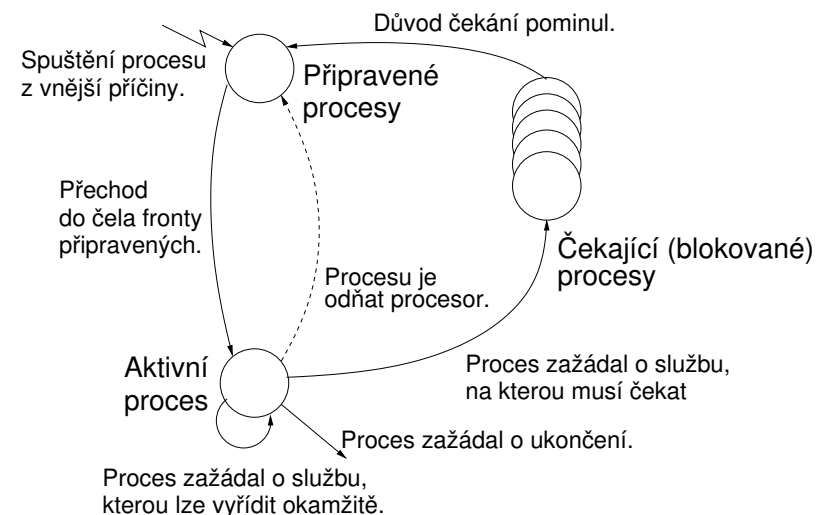 Důvod čekání pominul.
Spuštění procesu
z vnější příčiny.
Připravené
procesy
Přechod
do čela fronty
připravených.
Čekající (blokované)
procesy
Procesu je
odňat procesor.
Aktivní
proces
Proces zažádal o službu,
na kterou musí čekat
Proces zažádal o ukončení.
Proces zažádal o službu,
kterou lze vyřídit okamžitě.